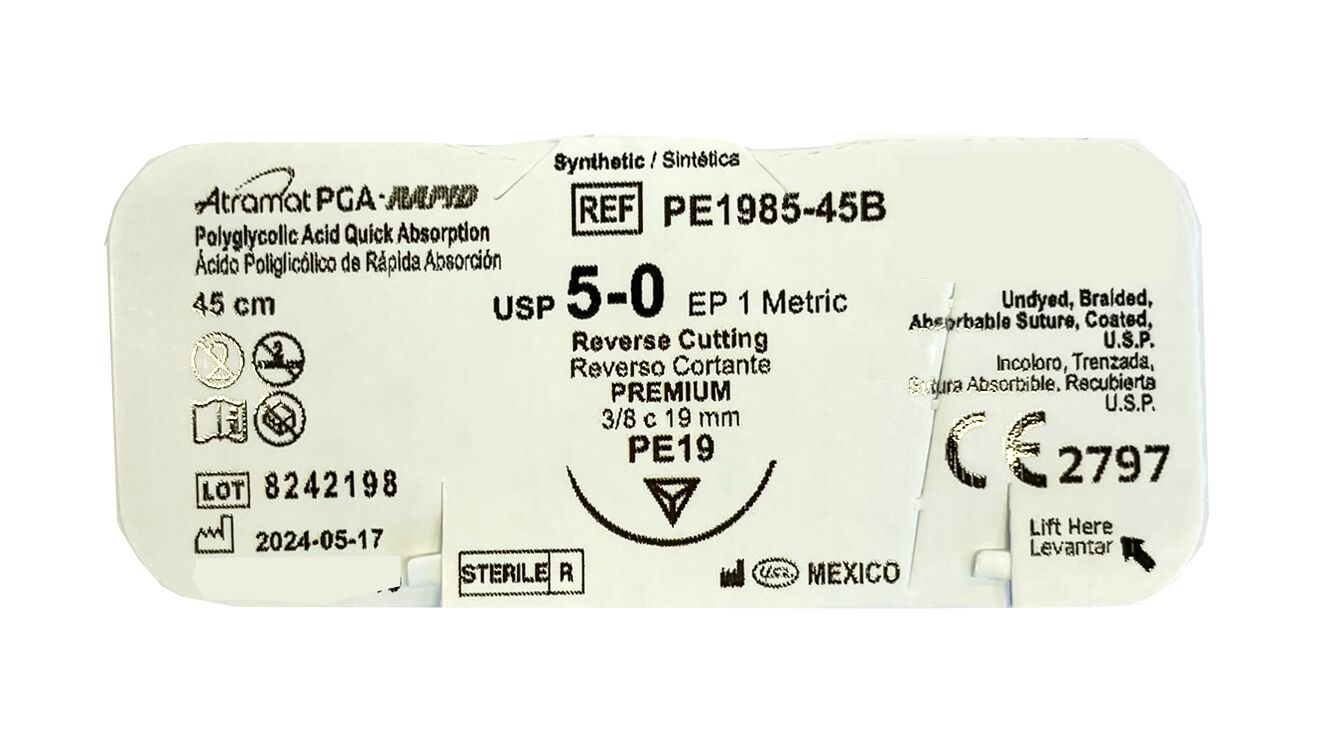 Synthetic / Sintética
Atramat PGA-RAPID
REF PE1985-45B
Polyglycolic Acid Quick Absorption
Ácido Poliglicólico de Rápida Absorción
45 cm
USP 5-0 EP 1 Metric
Reverse Cutting
Reverso Cortante
PREMIUM
3/8 c 19 mm
PE19
Undyed, Braided,
Absorbable Suture, Coated,
U.S.P.
Incoloro, Trenzada,
Sutura Absorbible, Recubierta
U.S.P.
CE 2797
LOT 8242198
2024-05-17
STERILE R
MEXICO
Lift Here
Levantar